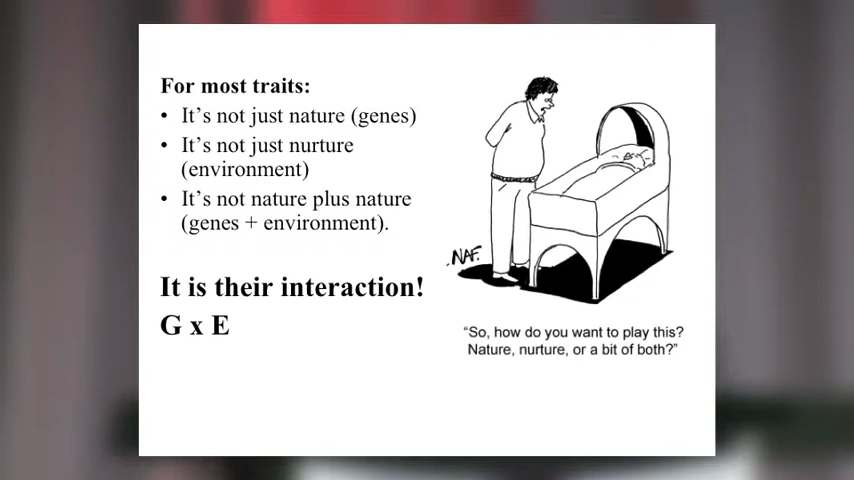 For most traits:
• It's not just nature (genes)
• It's not just nurture
(environment)
• It's not nature plus nature
(genes + environment).
It is their interaction!
G x E
.NAF.
“So, how do you want to play this?
Nature, nurture, or a bit of both?”